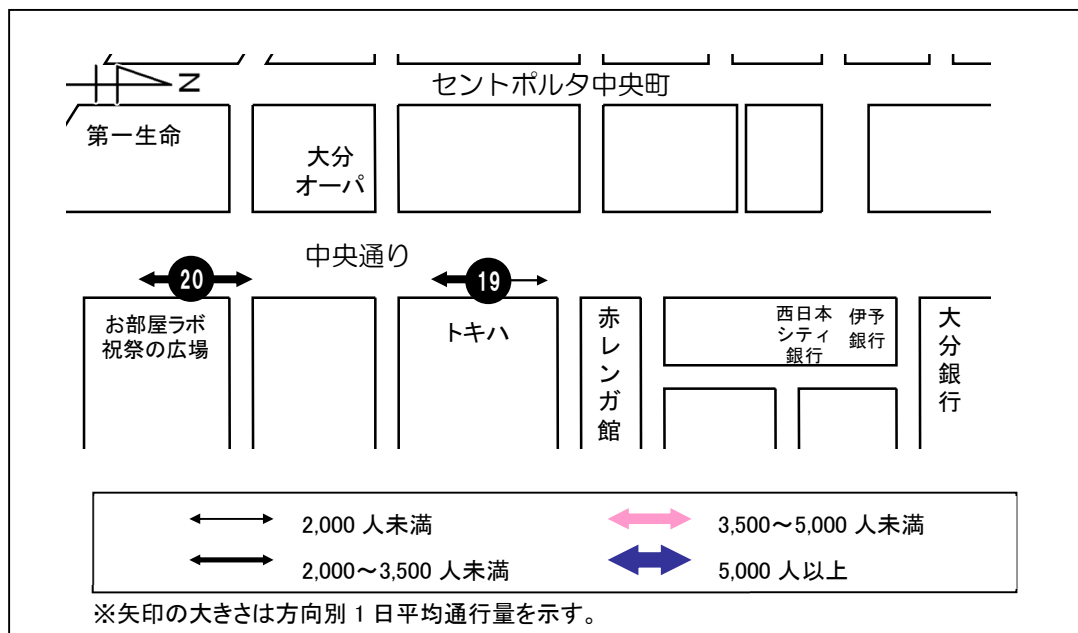 セントポルタ中央町
N
第一生命
大分
オーパ
中央通り
20
19
お部屋ラボ
祝祭の広場
トキハ
赤レンガ館
西日本
シティ
銀行
伊予
銀行
大分銀行
2,000 人未満
3,500～5,000 人未満
2,000～3,500 人未満
5,000 人以上
※矢印の大きさは方向別 1 日平均通行量を示す。